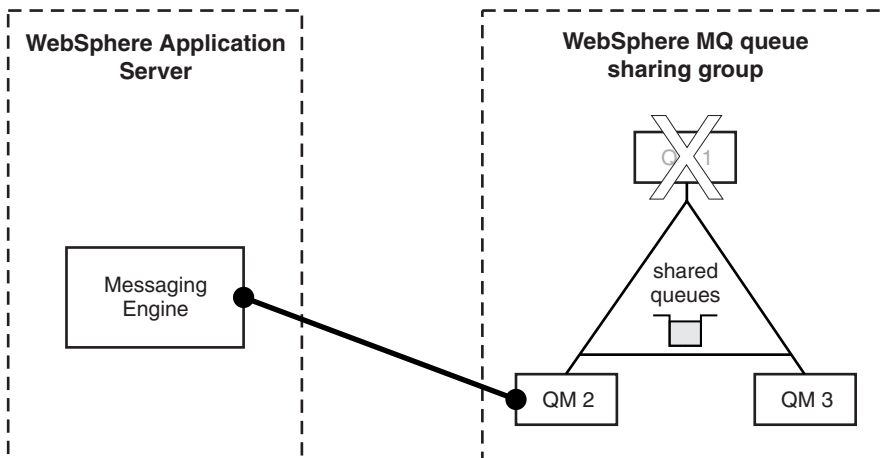 WebSphere Application
Server
WebSphere MQ queue
sharing group
Messaging
Engine
shared
queues
QM 2
QM 3